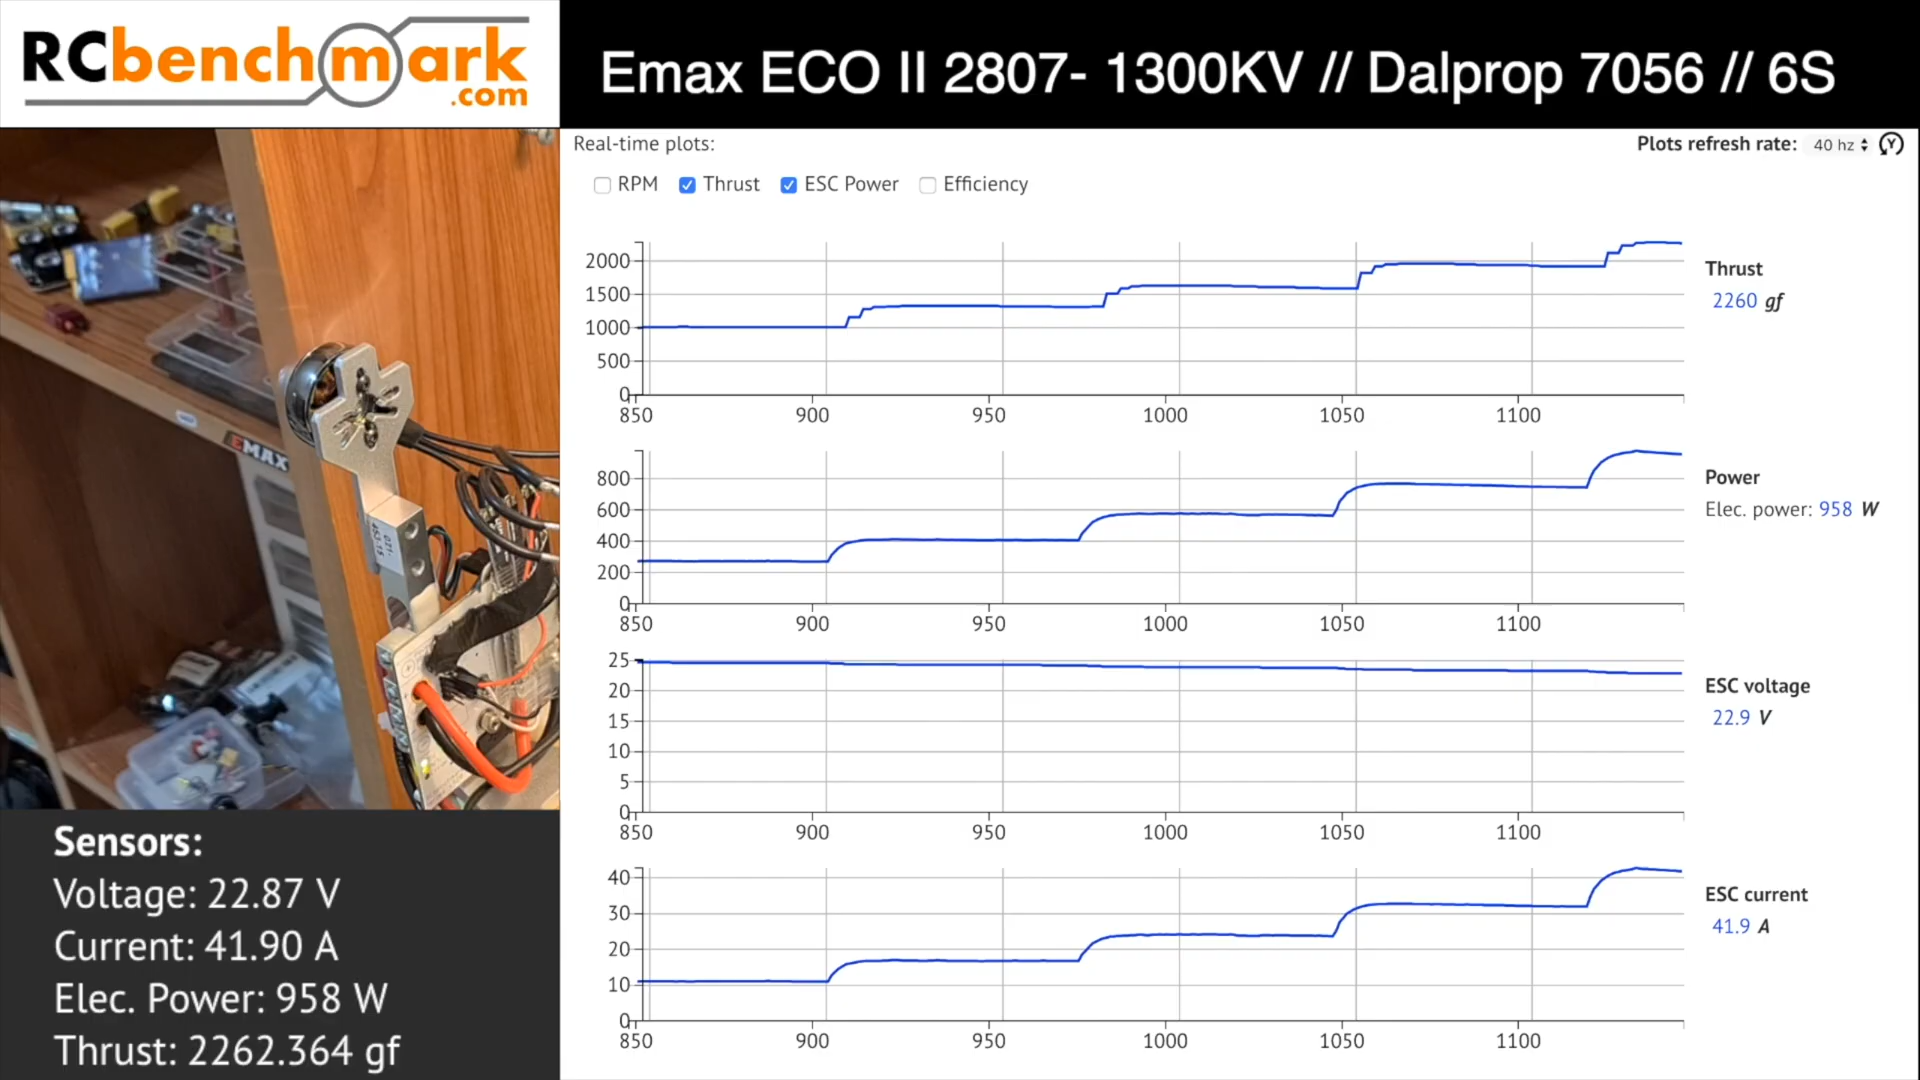 RCbenchmark
.com
Emax ECO II 2807- 1300KV // Dalprop 7056 // 6S
Real-time plots:
Plots refresh rate: 40 hz
RPM Thrust ESC Power Efficiency
2000
1500
1000
500
0
850 900 950 1000 1050 1100
Thrust
2260 gf
800
600
400
200
0
850 900 950 1000 1050 1100
Power
Elec. power: 958 W
25
20
15
10
5
0
850 900 950 1000 1050 1100
ESC voltage
22.9 V
40
30
20
10
0
850 900 950 1000 1050 1100
ESC current
41.9 A
EMAX
Sensors:
Voltage: 22.87 V
Current: 41.90 A
Elec. Power: 958 W
Thrust: 2262.364 gf